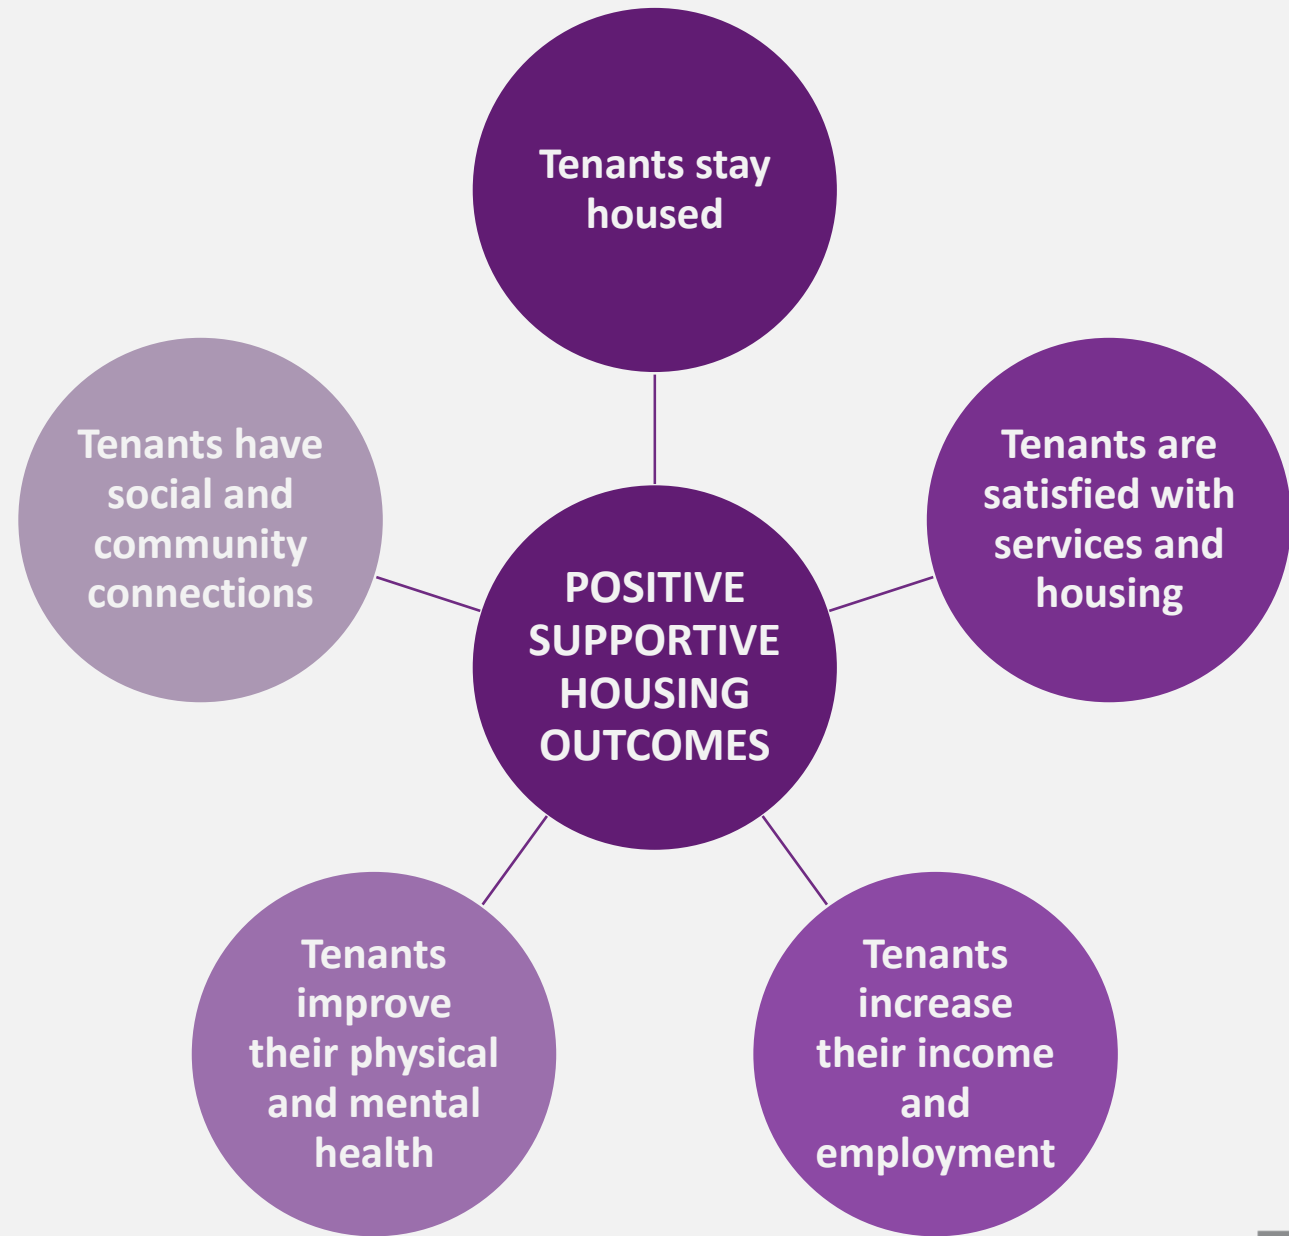 Tenants stay
housed
Tenants have
social and
community
connections
Tenants are
satisfied with
services and
housing
POSITIVE
SUPPORTIVE
HOUSING
OUTCOMES
Tenants
improve
their physical
and mental
health
Tenants
increase
their income
and
employment